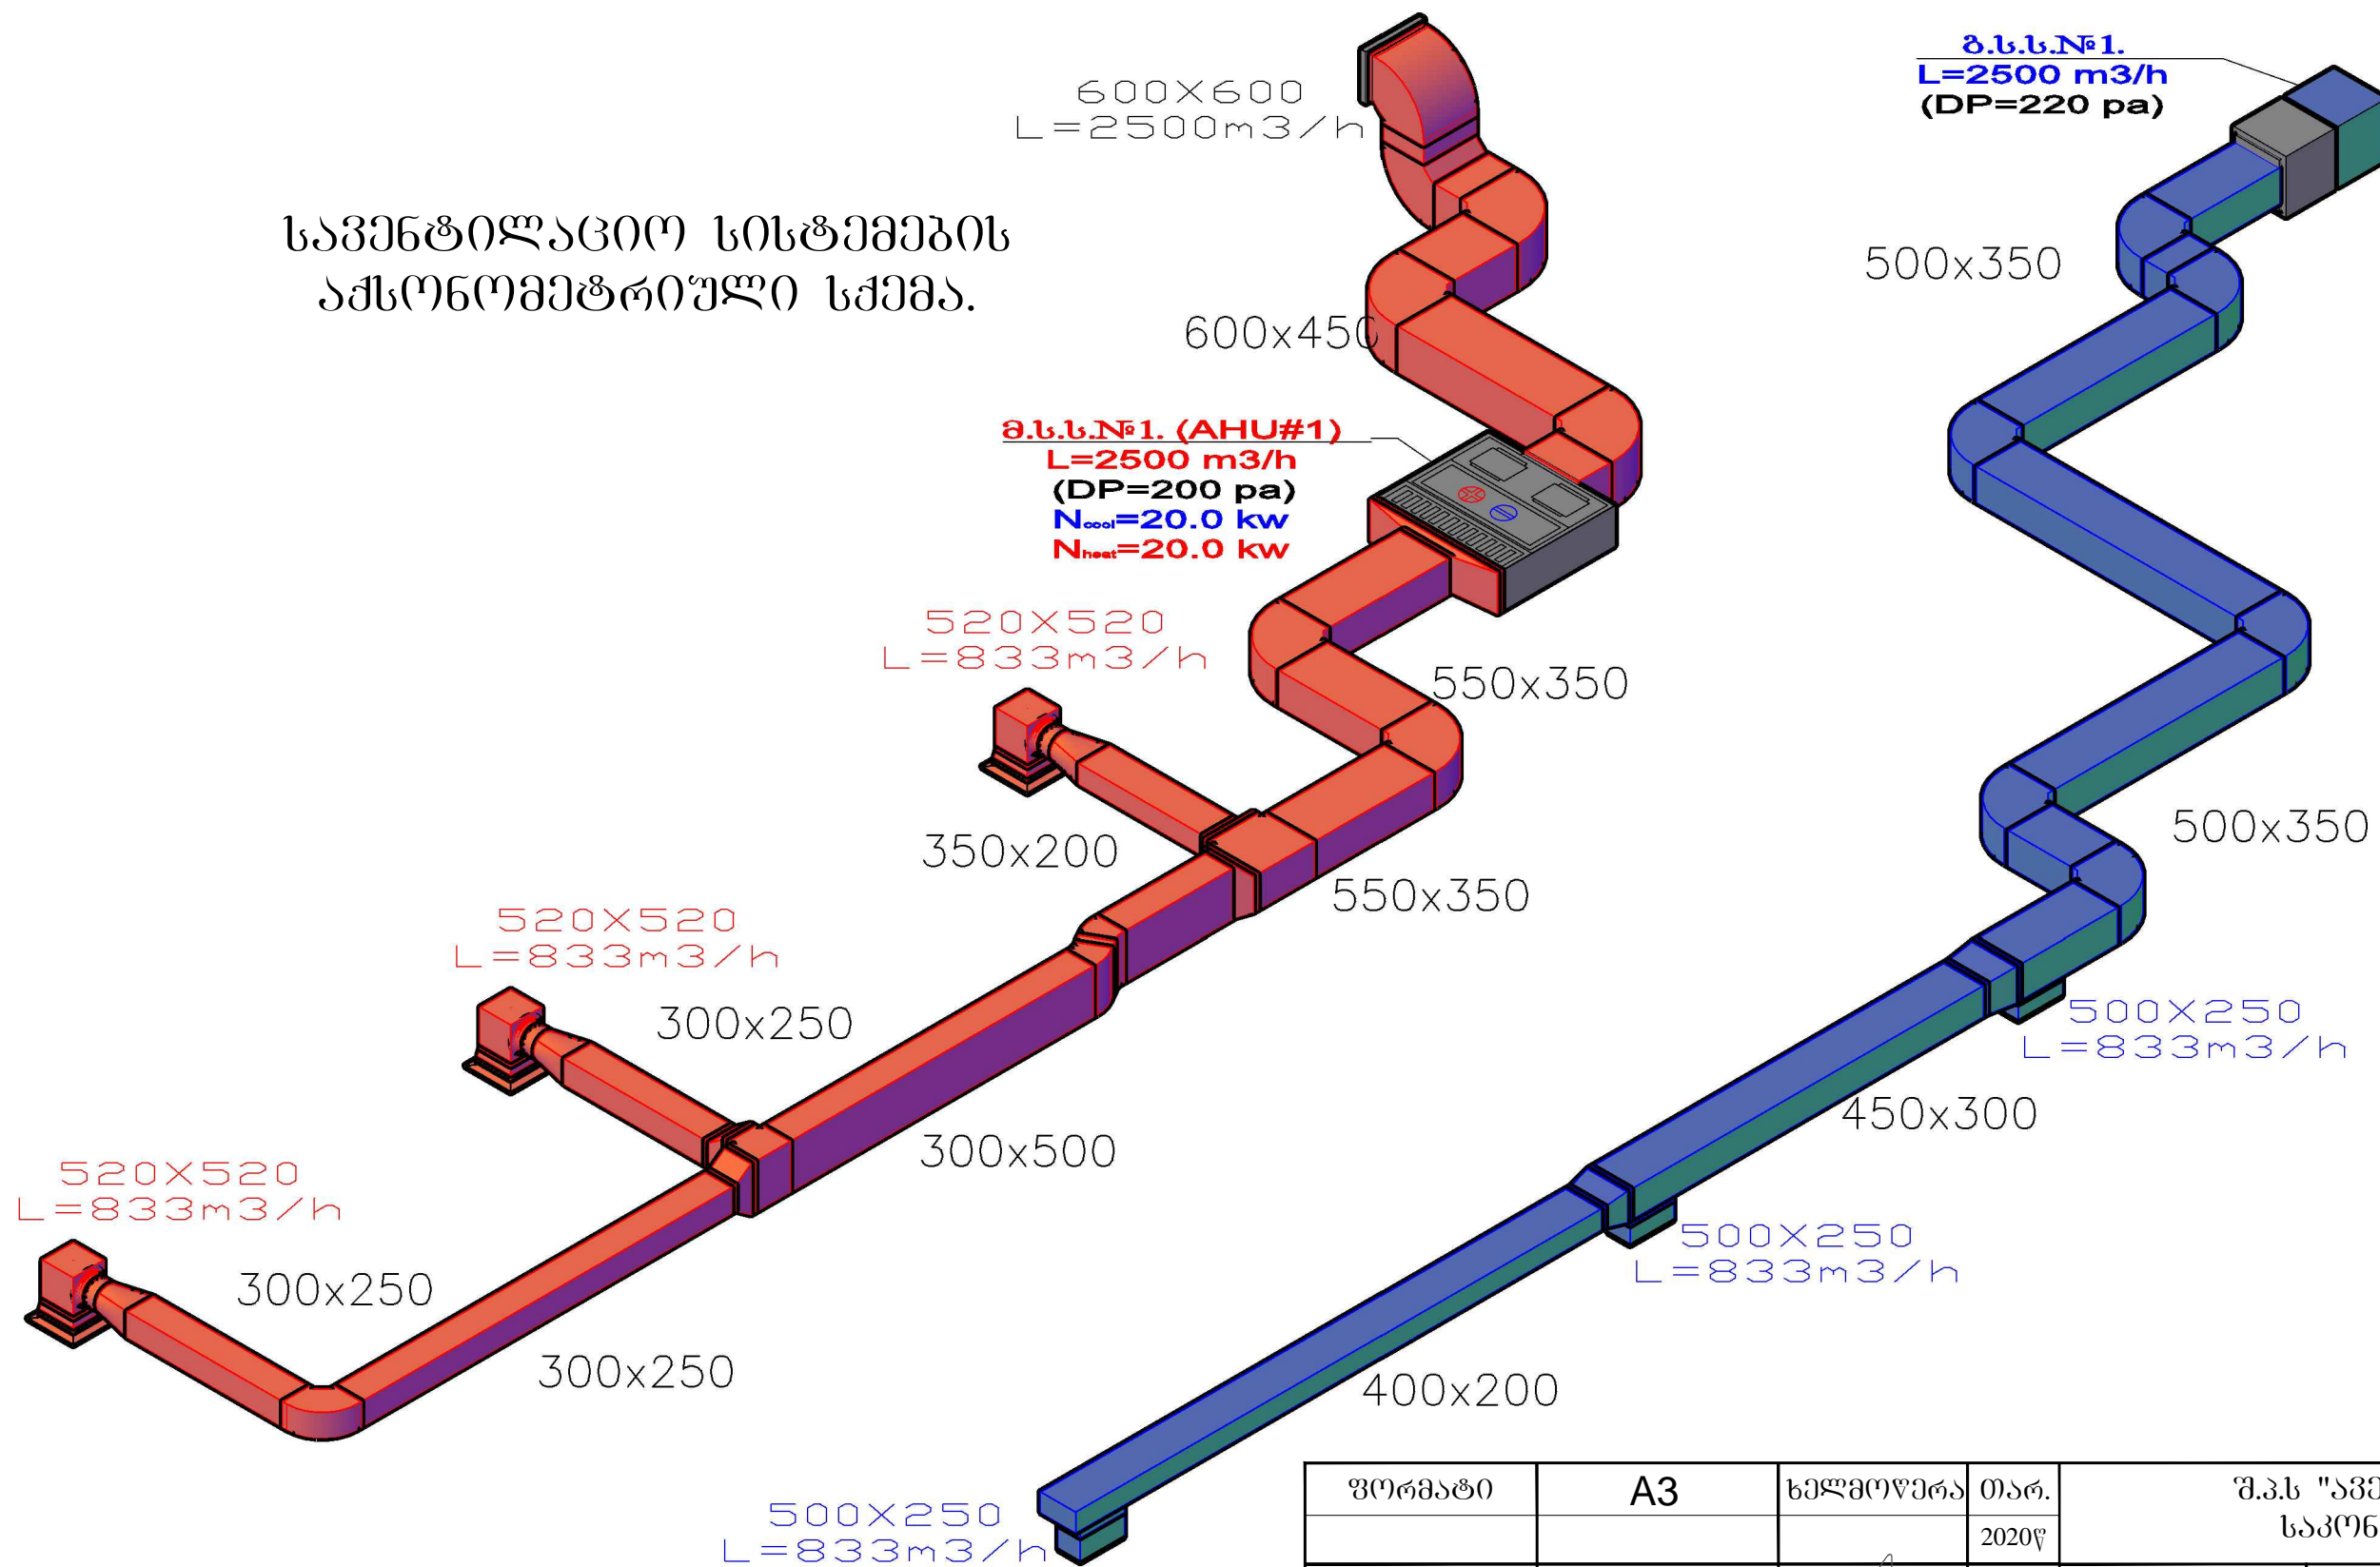 600X600
L=2500m3/h
გ.ს.ს.№1.
L=2500 m3/h
(DP=220 pa)
სავენტილაციო სისტემების
აქსონომეტრიული სქემა.
500x350
600x450
მ.ს.ს.№1. (AHU#1)
L=2500 m3/h
(DP=200 pa)
Ncool=20.0 kw
Nheat=20.0 kw
520X520
L=833m3/h
550x350
350x200
550x350
500x350
520X520
L=833m3/h
300x250
500X250
L=833m3/h
450x300
300x500
520X520
L=833m3/h
500X250
L=833m3/h
300x250
300x250
400x200
500X250
L=833m3/h
ფორმატი A3 ხელმოწერა თარ. შ.პ.ს "ავე
2020წ საკონ